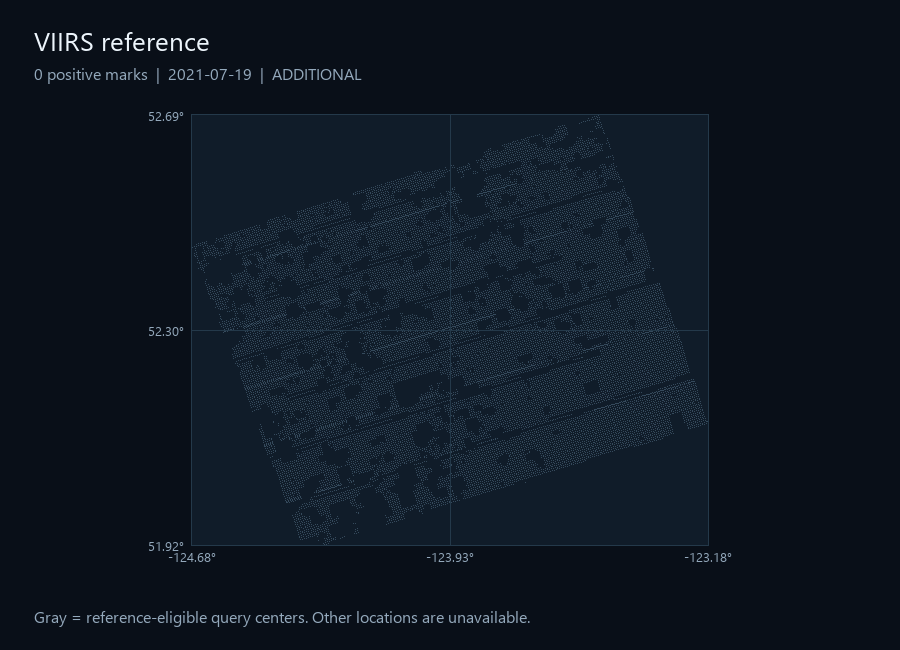 VIIRS reference
0 positive marks | 2021-07-19 | ADDITIONAL
52.69°
52.30°
51.92°
-124.68°
-123.93°
-123.18°
Gray = reference-eligible query centers. Other locations are unavailable.